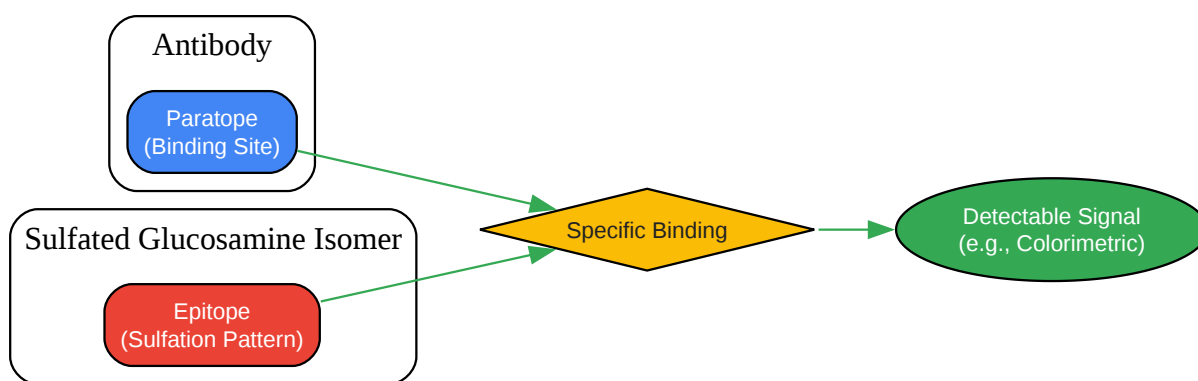 Antibody
Paratope
(Binding Site)
Sulfated Glucosamine Isomer
Epitope
(Sulfation Pattern)
Specific Binding
Detectable Signal
(e.g., Colorimetric)